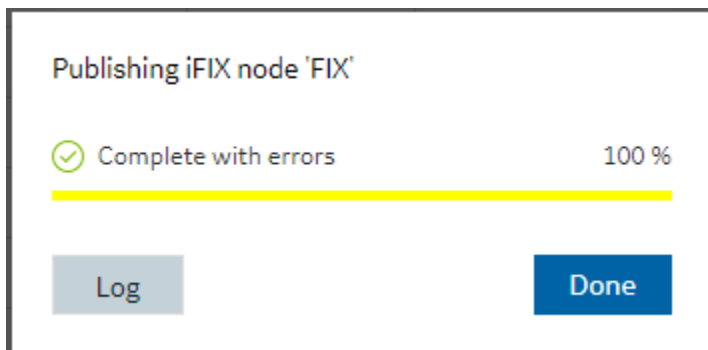 Publishing iFIX node 'FIX'
Complete with errors 100 %
Log Done